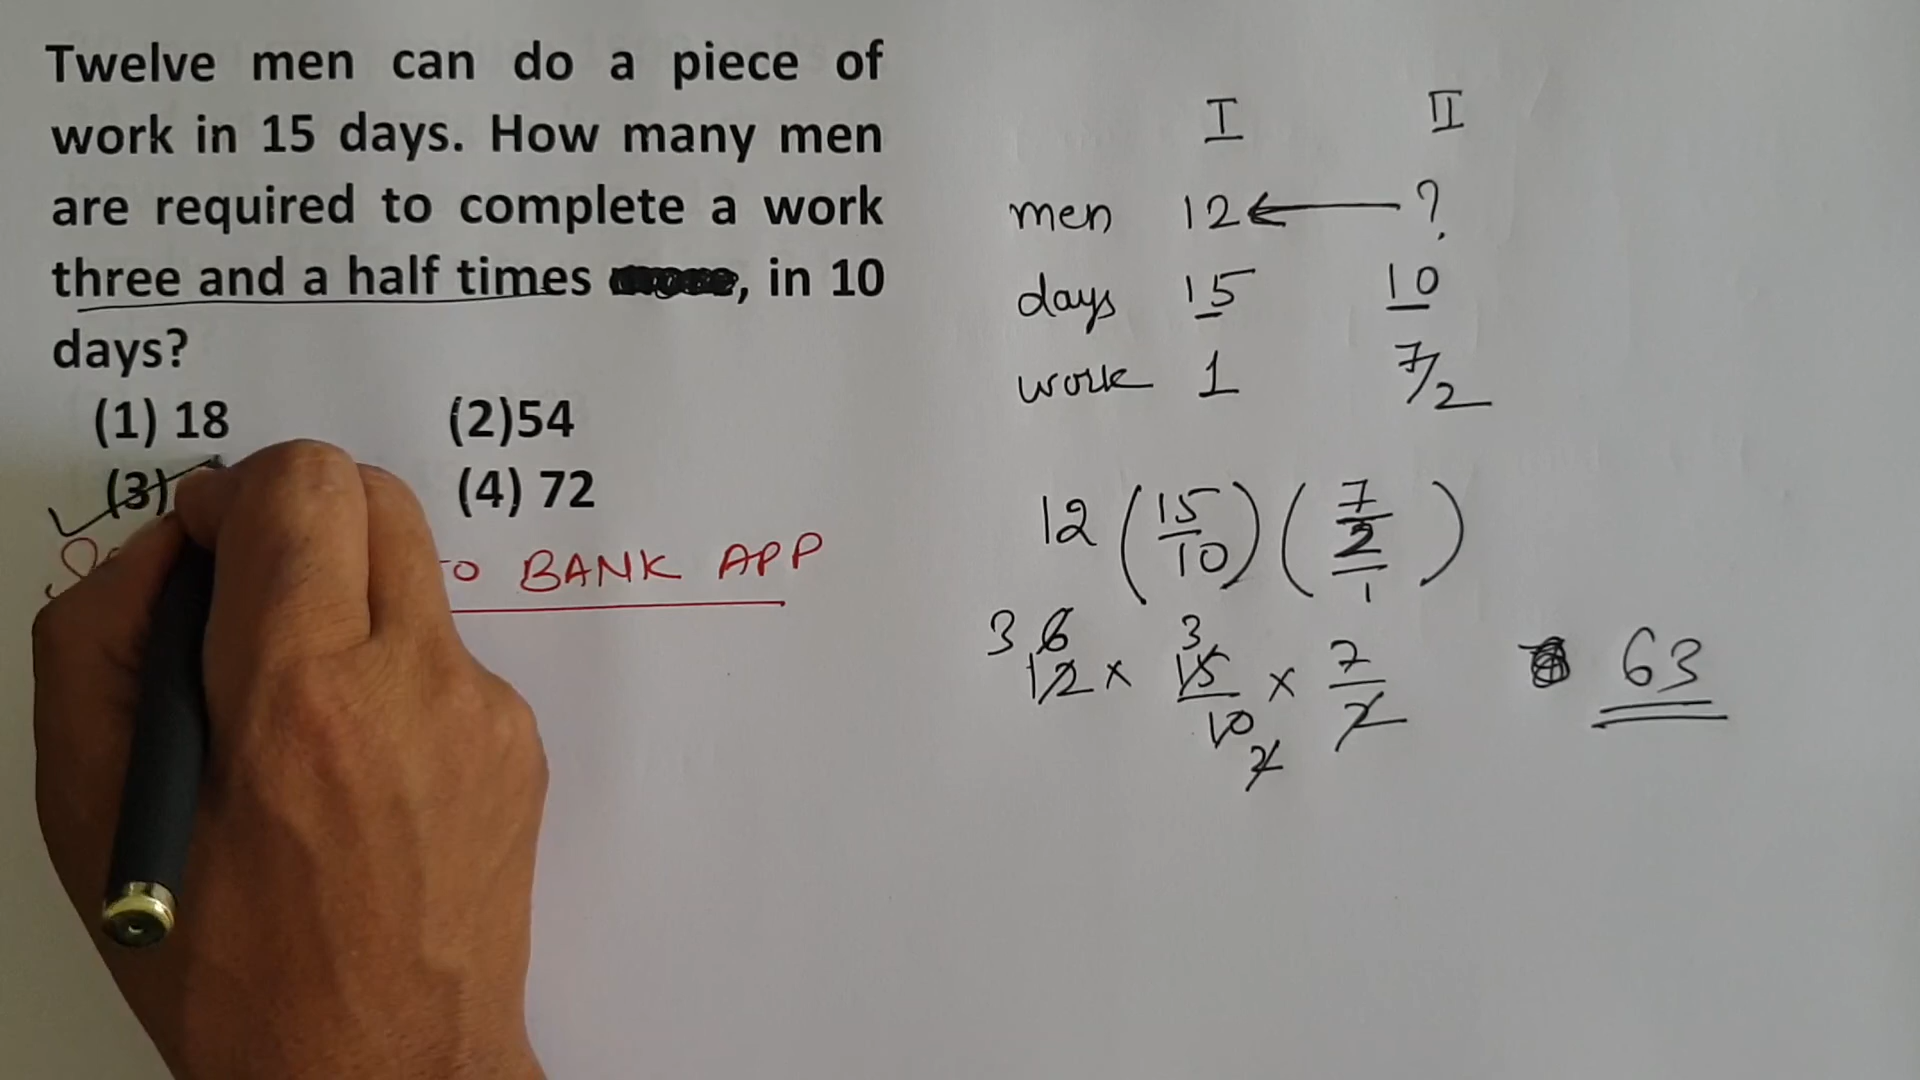 Twelve men can do a piece of
work in 15 days. How many men
are required to complete a work
three and a half times , in 10
days?
(1) 18 (2)54
(3) (4) 72
BANK APP
I II
men 12 ?
days 15 10
work 1 7/2
12 (15/10) (7/2/1)
3 6 3
12 × 15/10 × 7/2 63
2